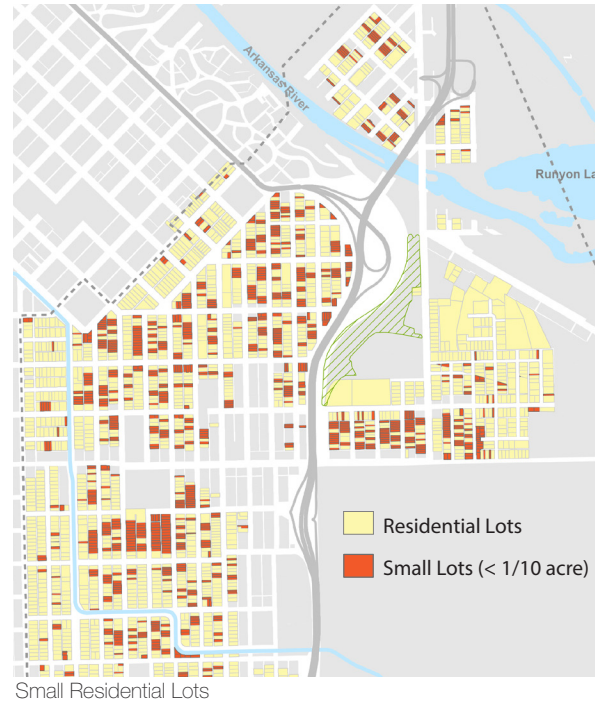 Arkansas River
Runyon La
Residential Lots
Small Lots (< 1/10 acre)
Small Residential Lots